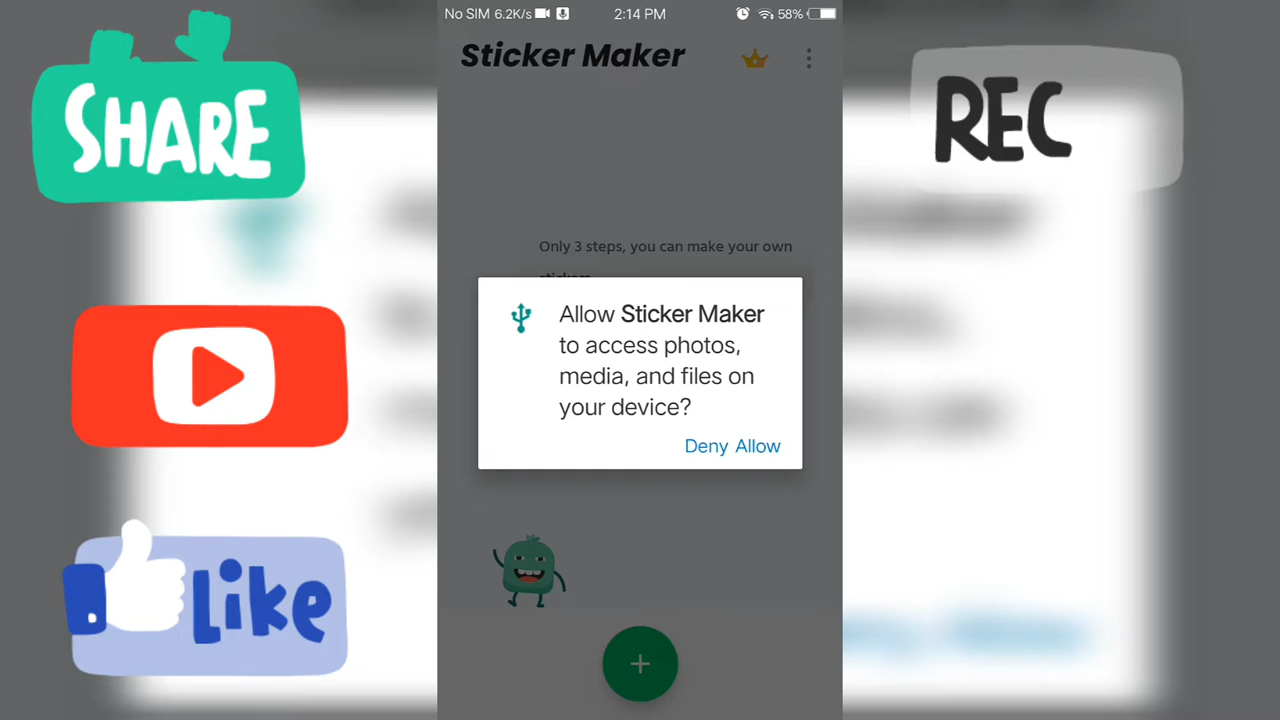 SHARE
Like
REC
No SIM 6.2K/s 2:14 PM 58%
Sticker Maker
Only 3 steps, you can make your own
stickers
Allow Sticker Maker
to access photos,
media, and files on
your device?
Deny Allow